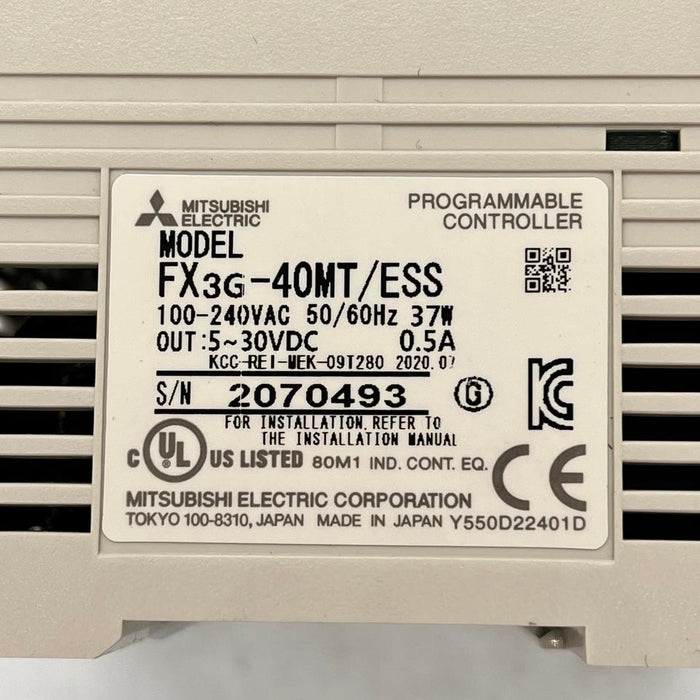 MITSUBISHI
ELECTRIC
PROGRAMMABLE
CONTROLLER
MODEL
FX3G-40MT/ESS
100-240VAC 50/60Hz 37W
OUT:5~30VDC 0.5A
KCC-REI-MEK-09T280 2020.07
S/N 2070493 G
FOR INSTALLATION,REFER TO
THE INSTALLATION MANUAL
C UL US LISTED 80M1 IND. CONT. EQ. CE
MITSUBISHI ELECTRIC CORPORATION
TOKYO 100-8310, JAPAN MADE IN JAPAN Y550D22401D